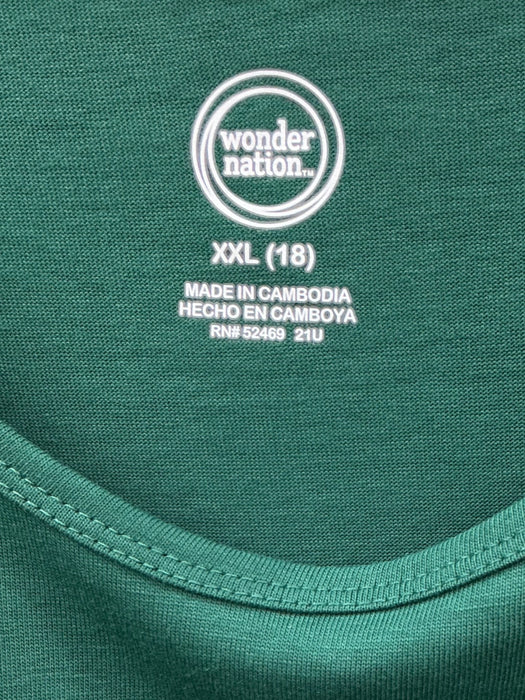 wonder
nation™
XXL (18)
MADE IN CAMBODIA
HECHO EN CAMBOYA
RN# 52469 21U